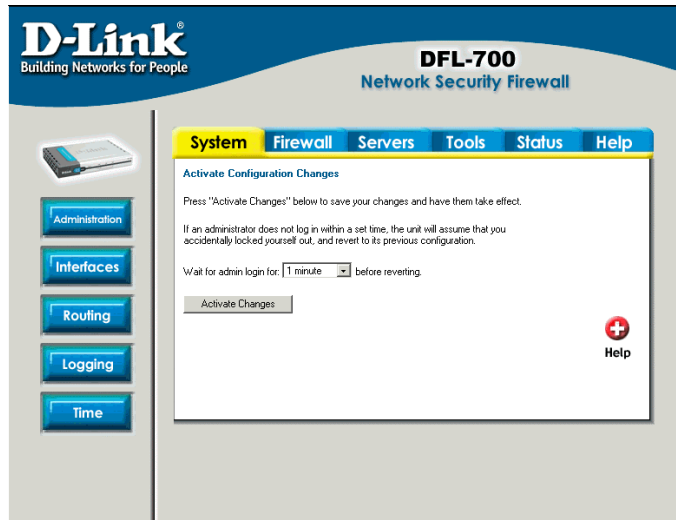 D-Link®
Building Networks for People
DFL-700
Network Security Firewall
System Firewall Servers Tools Status Help
Administration
Interfaces
Routing
Logging
Time
Activate Configuration Changes
Press "Activate Changes" below to save your changes and have them take effect.
If an administrator does not log in within a set time, the unit will assume that you
accidentally locked yourself out, and revert to its previous configuration.
Wait for admin login for: 1 minute before reverting.
Activate Changes
Help